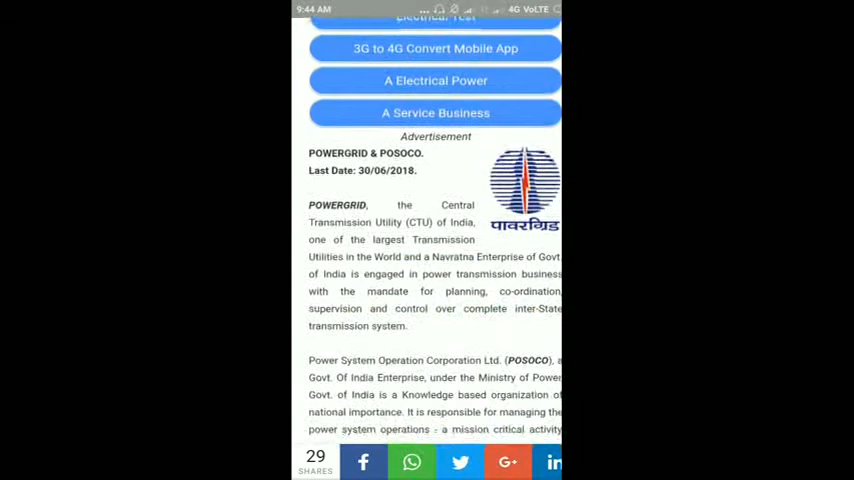 9:44 AM
... 4G VoLTE
Electrical Test
3G to 4G Convert Mobile App
A Electrical Power
A Service Business
Advertisement
POWERGRID & POSOCO.
Last Date: 30/06/2018.
पावरग्रिड
POWERGRID, the Central
Transmission Utility (CTU) of India,
one of the largest Transmission
Utilities in the World and a Navratna Enterprise of Govt.
of India is engaged in power transmission business
with the mandate for planning, co-ordination,
supervision and control over complete inter-State
transmission system.
Power System Operation Corporation Ltd. (POSOCO), a
Govt. Of India Enterprise, under the Ministry of Power
Govt. of India is a Knowledge based organization of
national importance. It is responsible for managing the
power system operations - a mission critical activity
29
SHARES
f
G+
in